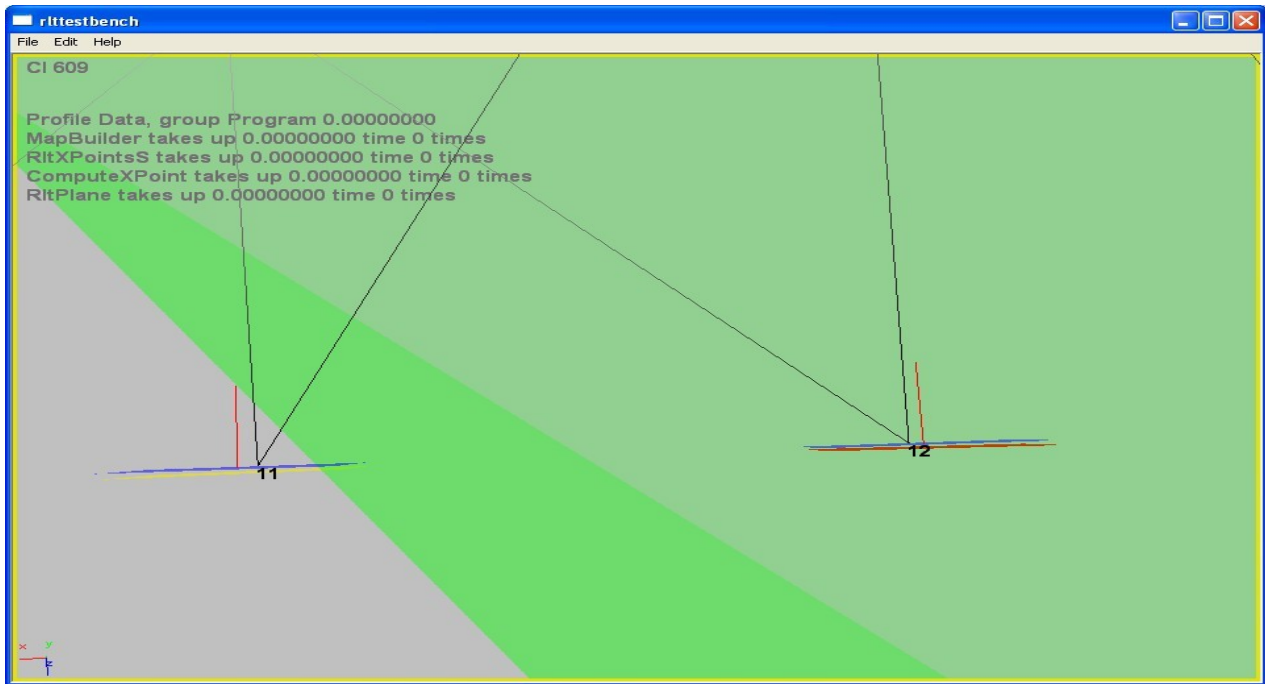 rlttestbench
File Edit Help
CI 609
Profile Data, group Program 0.00000000
MapBuilder takes up 0.00000000 time 0 times
RltXPointsS takes up 0.00000000 time 0 times
ComputeXPoint takes up 0.00000000 time 0 times
RltPlane takes up 0.00000000 time 0 times
12
11
x y
z